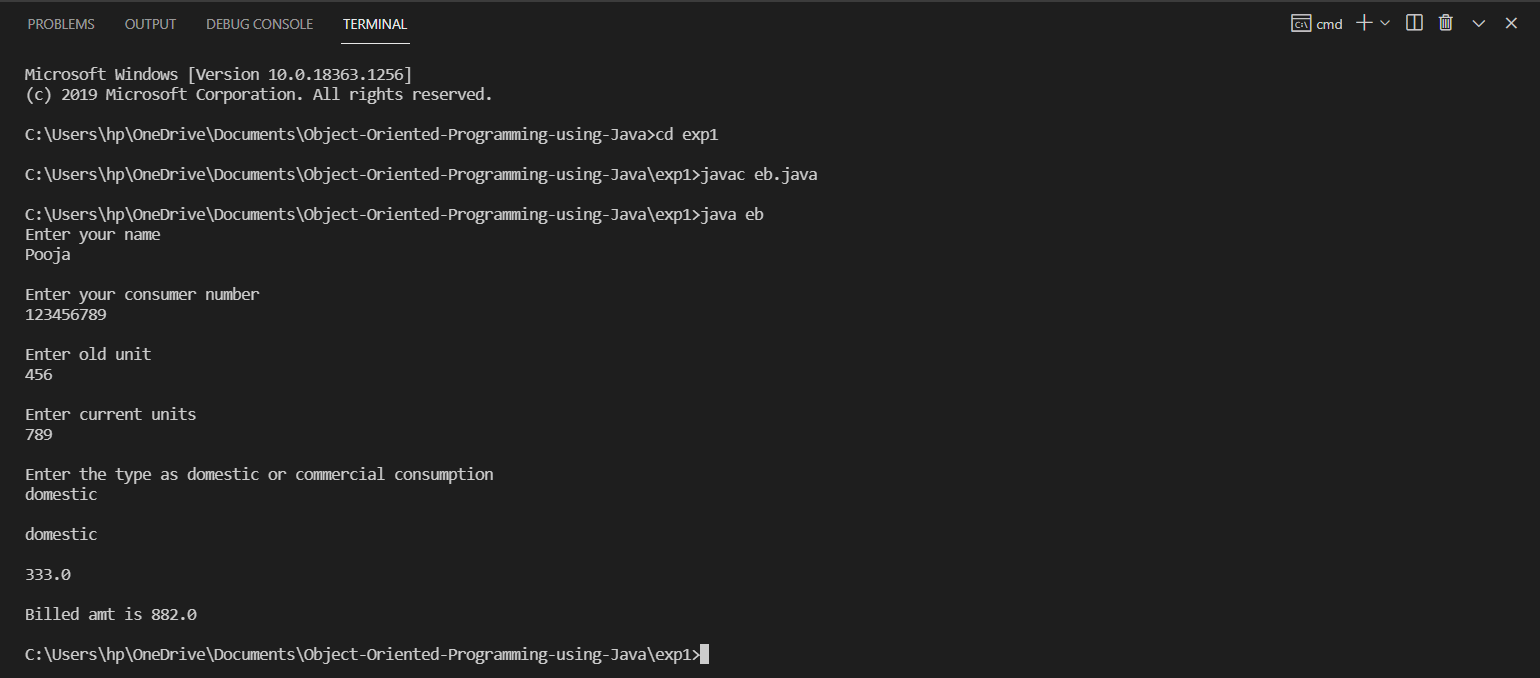 PROBLEMS OUTPUT DEBUG CONSOLE TERMINAL cmd
Microsoft Windows [Version 10.0.18363.1256]
(c) 2019 Microsoft Corporation. All rights reserved.
C:\Users\hp\OneDrive\Documents\Object-Oriented-Programming-using-Java>cd exp1
C:\Users\hp\OneDrive\Documents\Object-Oriented-Programming-using-Java\exp1>javac eb.java
C:\Users\hp\OneDrive\Documents\Object-Oriented-Programming-using-Java\exp1>java eb
Enter your name
Pooja
Enter your consumer number
123456789
Enter old unit
456
Enter current units
789
Enter the type as domestic or commercial consumption
domestic
domestic
333.0
Billed amt is 882.0
C:\Users\hp\OneDrive\Documents\Object-Oriented-Programming-using-Java\exp1>